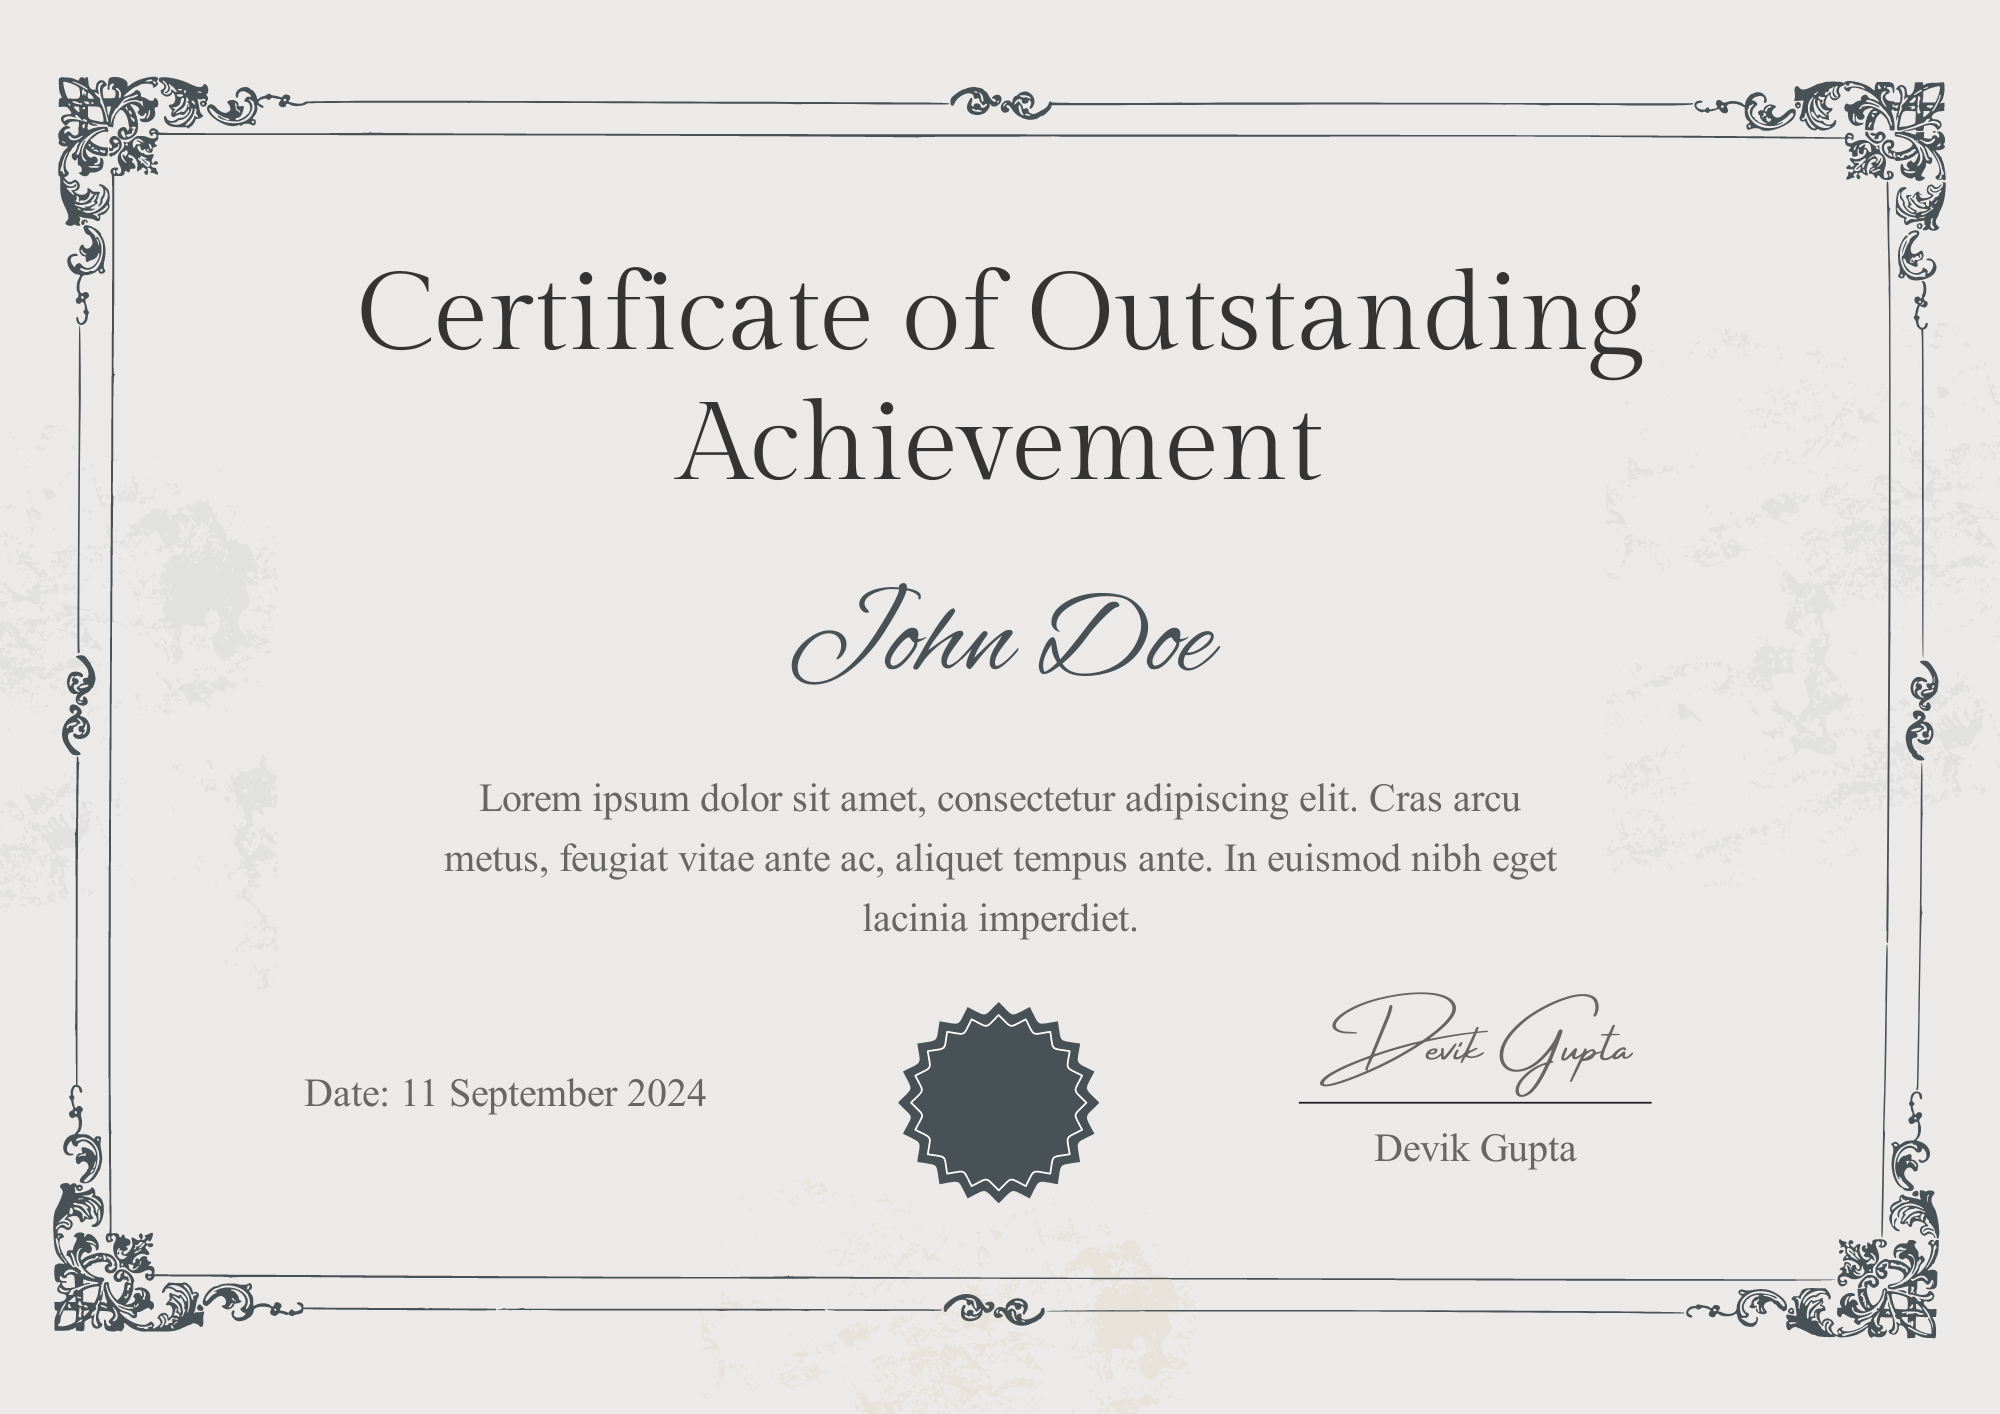 Certificate of Outstanding
Achievement
John Doe
Lorem ipsum dolor sit amet, consectetur adipiscing elit. Cras arcu
metus, feugiat vitae ante ac, aliquet tempus ante. In euismod nibh eget
lacinia imperdiet.
Date: 11 September 2024
Devik Gupta
Devik Gupta